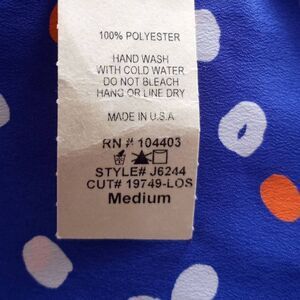 100% POLYESTER
HAND WASH
WITH COLD WATER
DO NOT BLEACH
HANG OR LINE DRY
MADE IN U.S.A
RN # 104403
STYLE# J6244
CUT# 19749-LOS
Medium